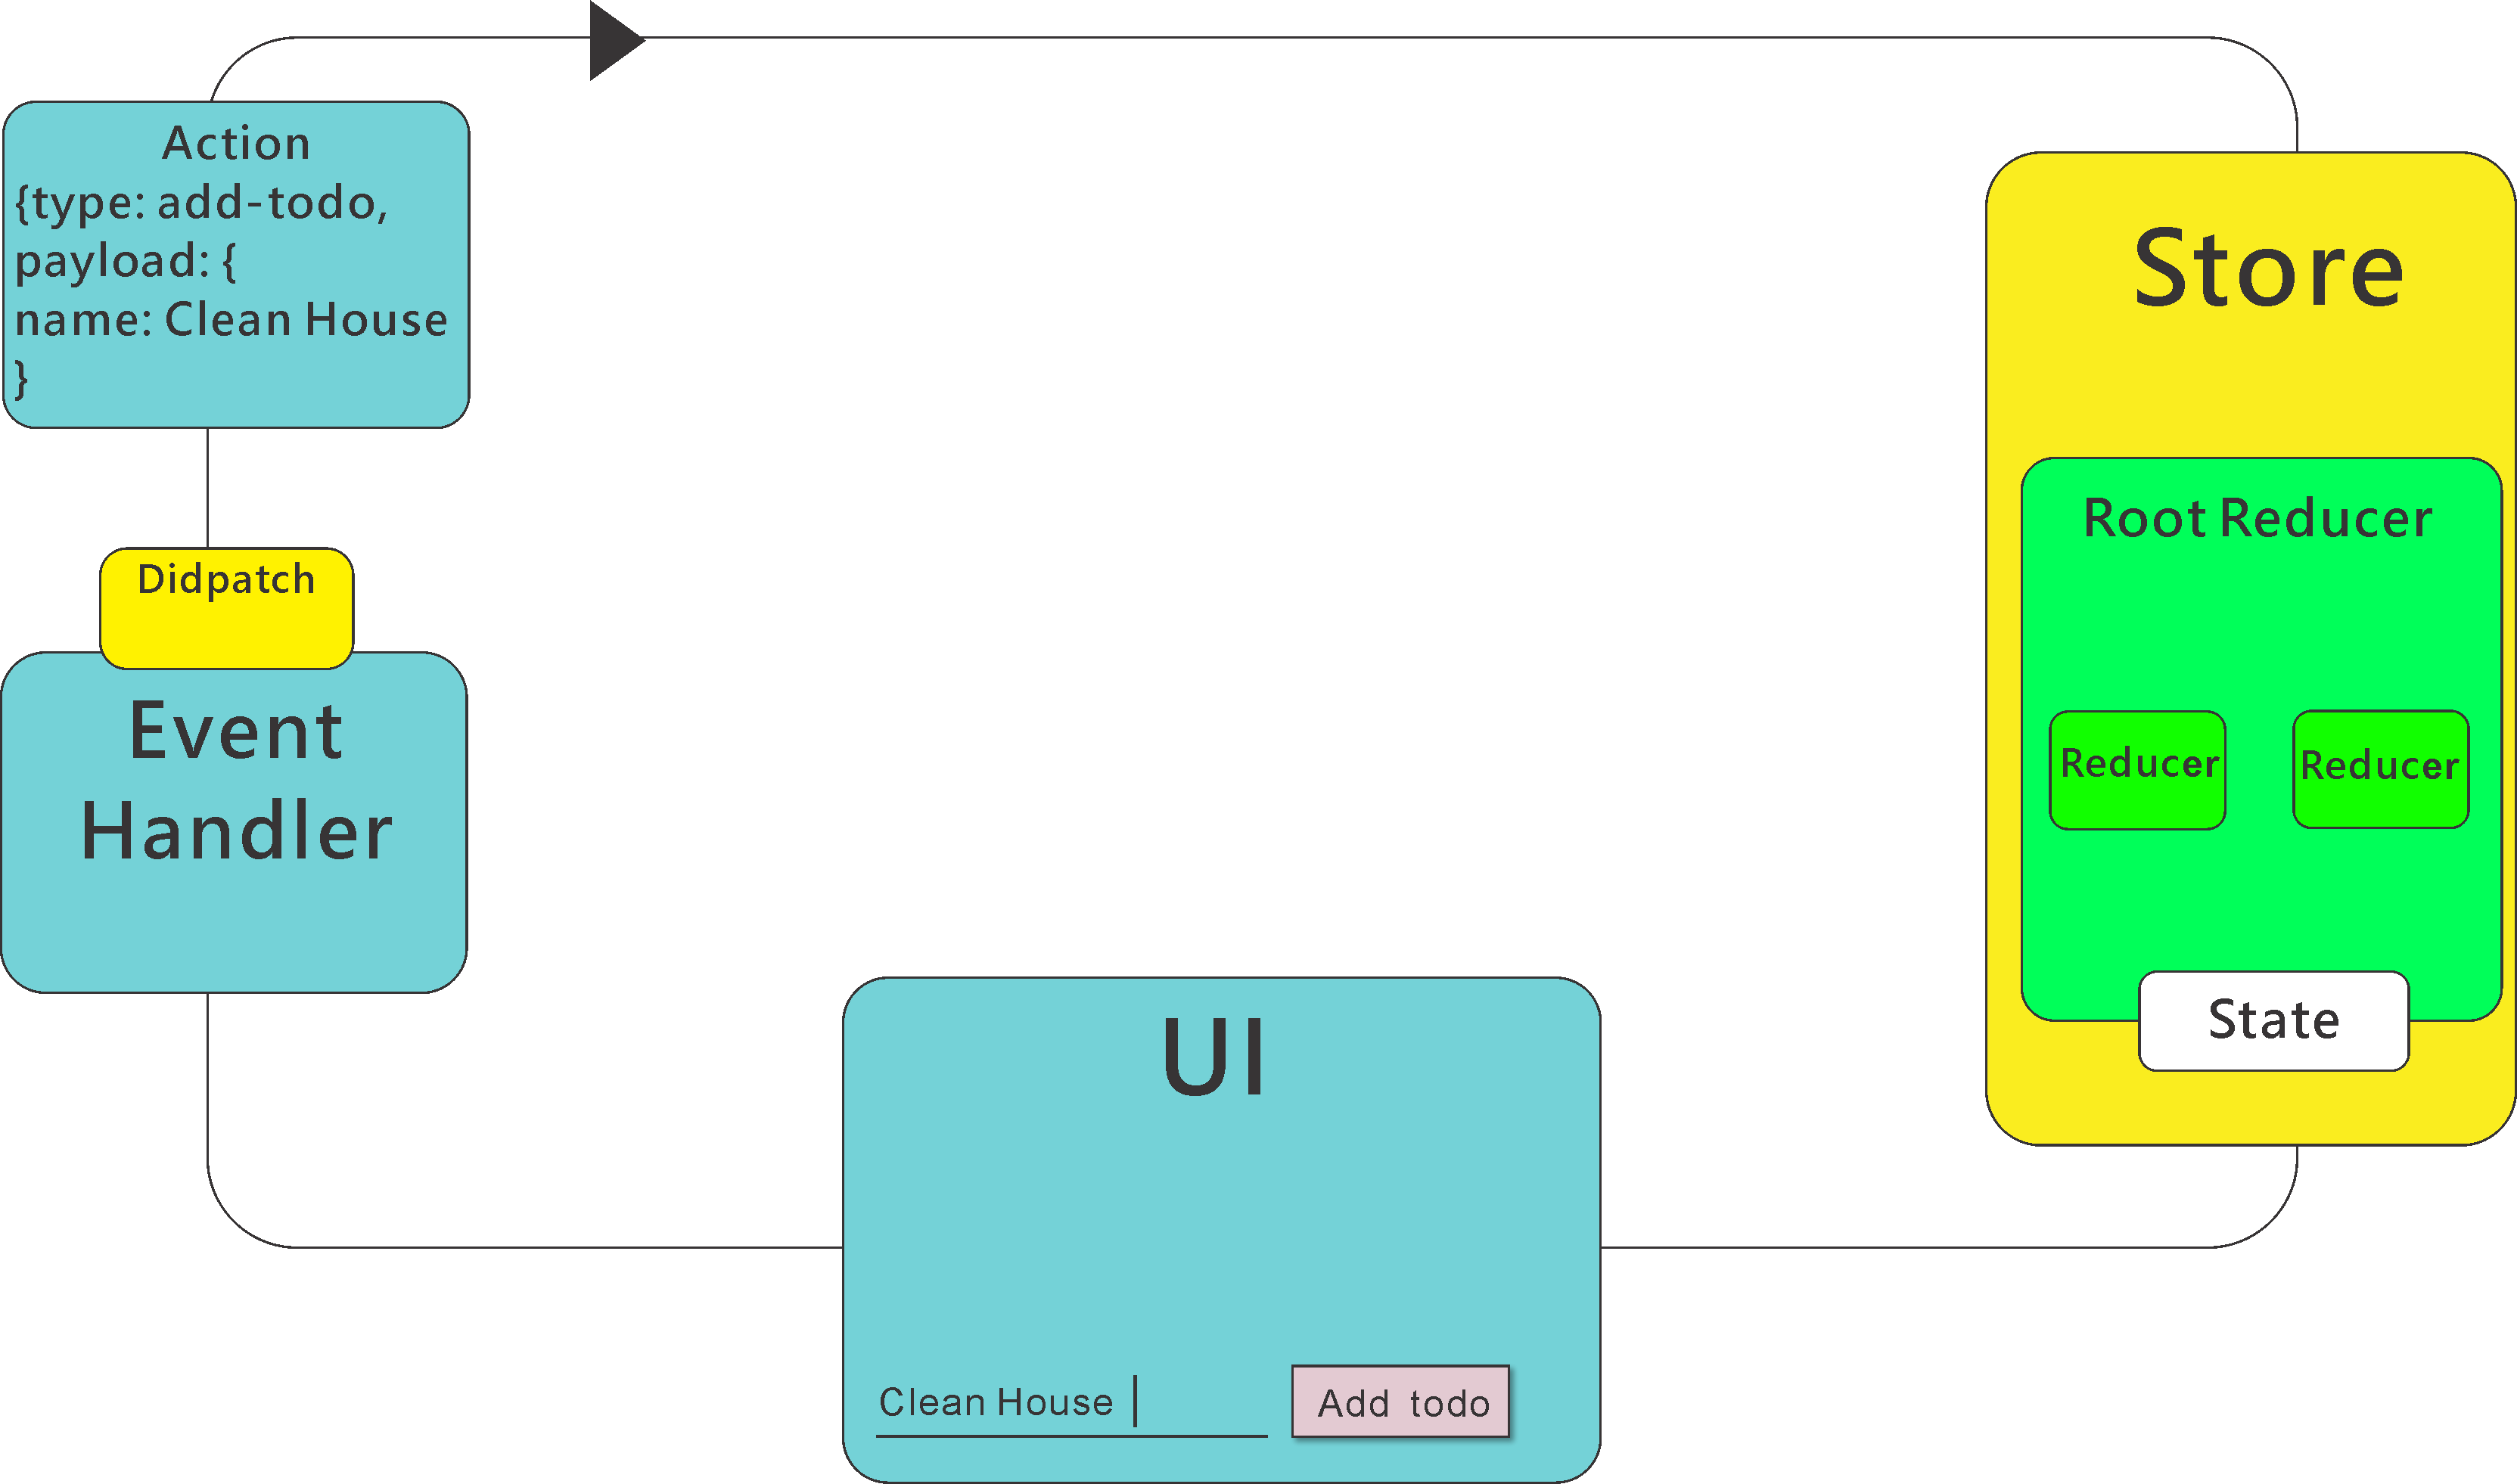 Action
{type: add-todo,
payload: {
name: Clean House
}
Didpatch
Event
Handler
UI
Clean House
Add todo
Store
Root Reducer
Reducer
Reducer
State